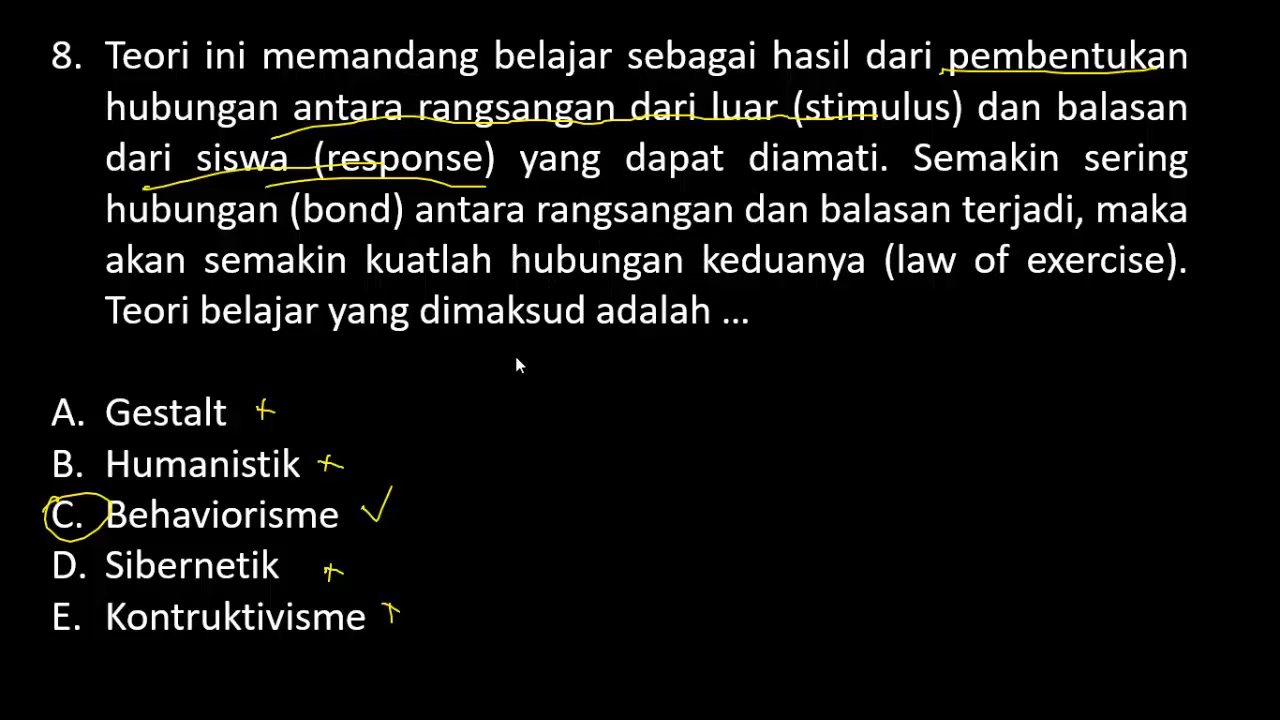 8. Teori ini memandang belajar sebagai hasil dari pembentukan
hubungan antara rangsangan dari luar (stimulus) dan balasan
dari siswa (response) yang dapat diamati. Semakin sering
hubungan (bond) antara rangsangan dan balasan terjadi, maka
akan semakin kuatlah hubungan keduanya (law of exercise).
Teori belajar yang dimaksud adalah ...
A. Gestalt
B. Humanistik
C. Behaviorisme
D. Sibernetik
E. Kontruktivisme